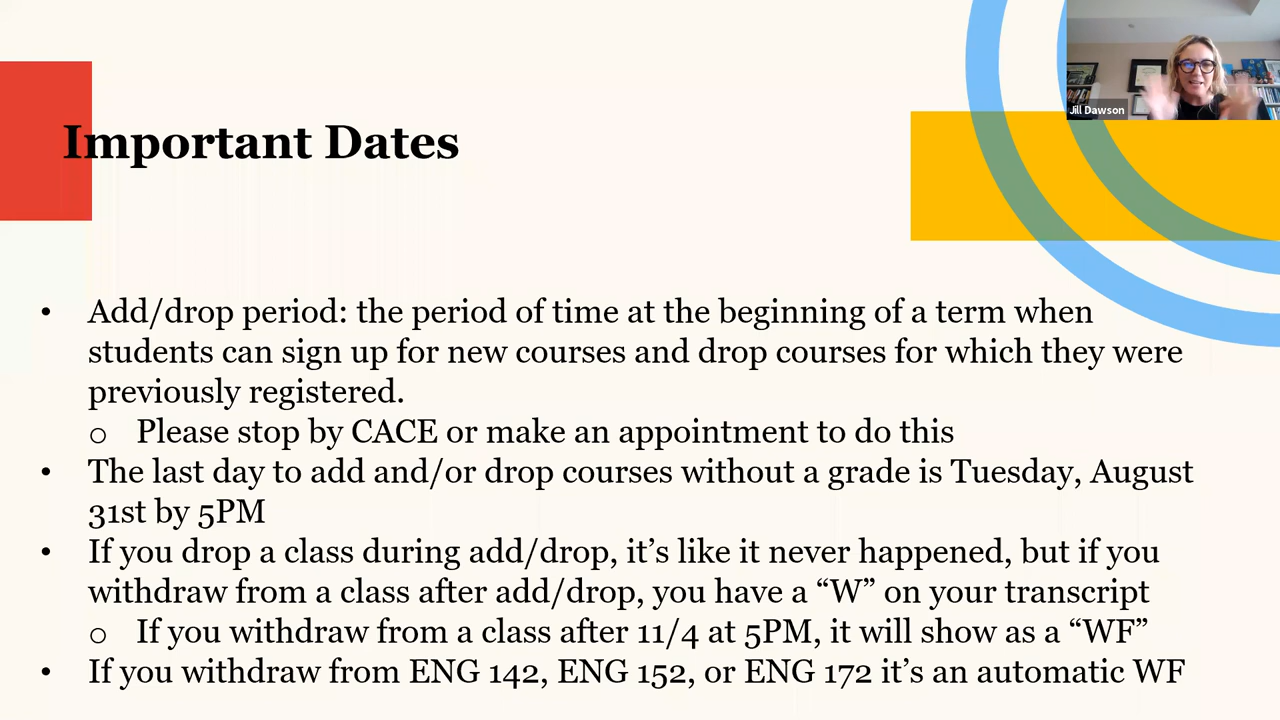 Jill Dawson
Important Dates
• Add/drop period: the period of time at the beginning of a term when
students can sign up for new courses and drop courses for which they were
previously registered.
o Please stop by CACE or make an appointment to do this
• The last day to add and/or drop courses without a grade is Tuesday, August
31st by 5PM
• If you drop a class during add/drop, it’s like it never happened, but if you
withdraw from a class after add/drop, you have a “W” on your transcript
o If you withdraw from a class after 11/4 at 5PM, it will show as a “WF”
• If you withdraw from ENG 142, ENG 152, or ENG 172 it’s an automatic WF